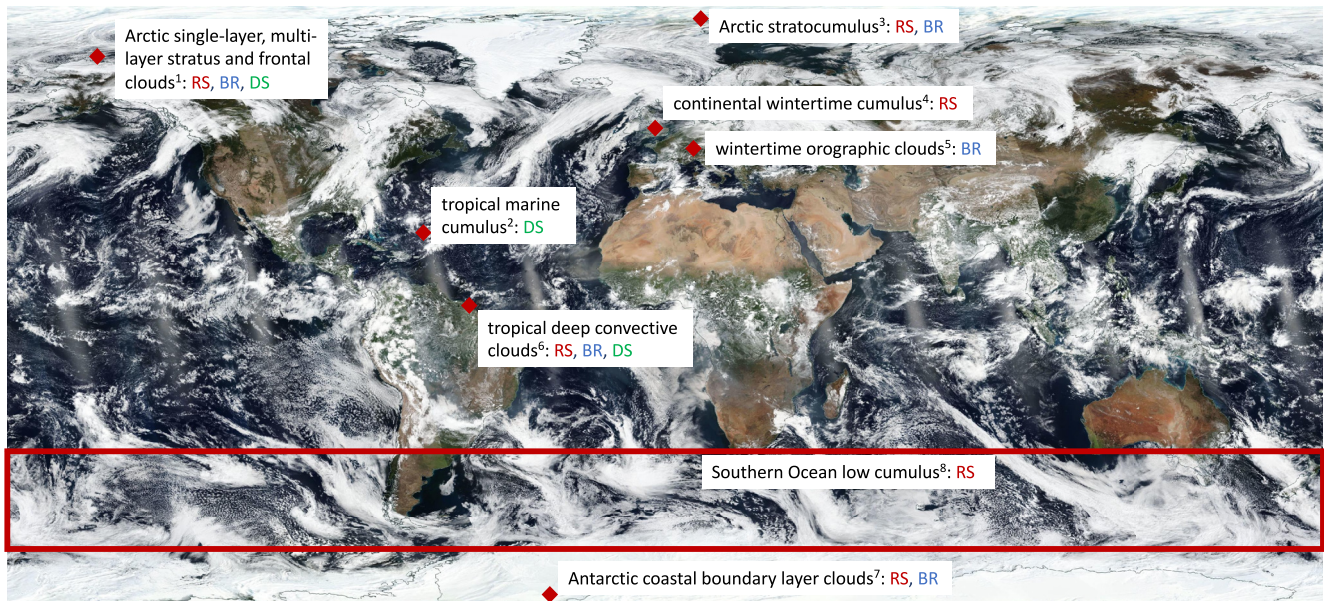 Arctic single-layer, multi-
layer stratus and frontal
clouds¹: RS, BR, DS
Arctic stratocumulus³: RS, BR
continental wintertime cumulus⁴: RS
wintertime orographic clouds⁵: BR
tropical marine
cumulus²: DS
tropical deep convective
clouds⁶: RS, BR, DS
Southern Ocean low cumulus⁸: RS
Antarctic coastal boundary layer clouds⁷: RS, BR